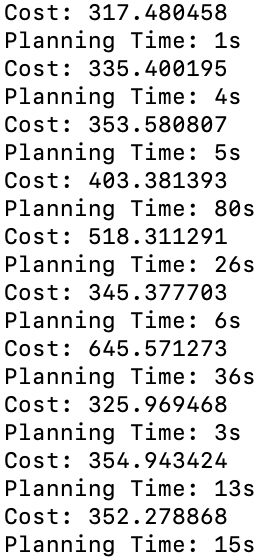 Cost: 317.480458
Planning Time: 1s
Cost: 335.400195
Planning Time: 4s
Cost: 353.580807
Planning Time: 5s
Cost: 403.381393
Planning Time: 80s
Cost: 518.311291
Planning Time: 26s
Cost: 345.377703
Planning Time: 6s
Cost: 645.571273
Planning Time: 36s
Cost: 325.969468
Planning Time: 3s
Cost: 354.943424
Planning Time: 13s
Cost: 352.278868
Planning Time: 15s